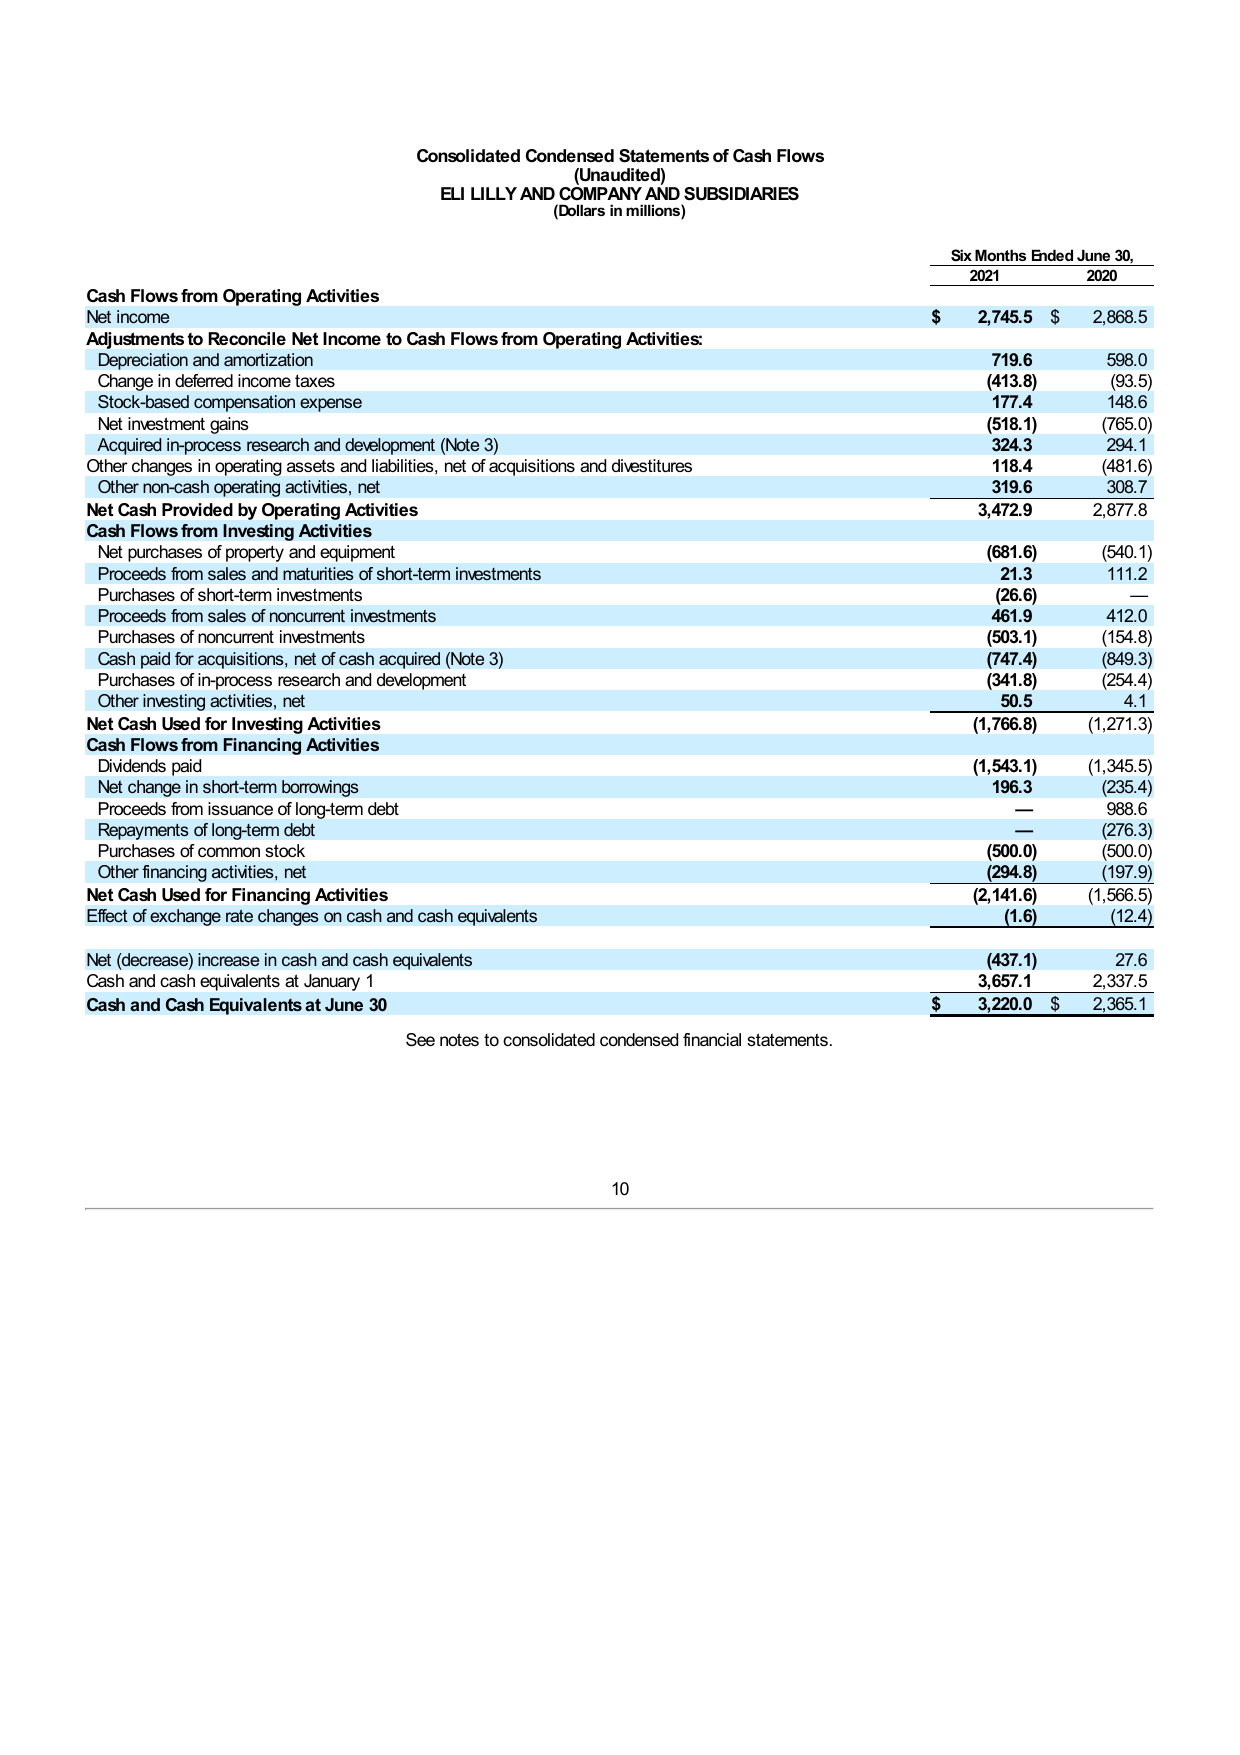 Consolidated Condensed Statements of Cash Flows
(Unaudited)
ELI LILLY AND COMPANY AND SUBSIDIARIES
(Dollars in millions)
Six Months Ended June 30,
2021 2020
Cash Flows from Operating Activities
Net income $ 2,745.5 $ 2,868.5
Adjustments to Reconcile Net Income to Cash Flows from Operating Activities:
Depreciation and amortization 719.6 598.0
Change in deferred income taxes (413.8) (93.5)
Stock-based compensation expense 177.4 148.6
Net investment gains (518.1) (765.0)
Acquired in-process research and development (Note 3) 324.3 294.1
Other changes in operating assets and liabilities, net of acquisitions and divestitures 118.4 (481.6)
Other non-cash operating activities, net 319.6 308.7
Net Cash Provided by Operating Activities 3,472.9 2,877.8
Cash Flows from Investing Activities
Net purchases of property and equipment (681.6) (540.1)
Proceeds from sales and maturities of short-term investments 21.3 111.2
Purchases of short-term investments (26.6) —
Proceeds from sales of noncurrent investments 461.9 412.0
Purchases of noncurrent investments (503.1) (154.8)
Cash paid for acquisitions, net of cash acquired (Note 3) (747.4) (849.3)
Purchases of in-process research and development (341.8) (254.4)
Other investing activities, net 50.5 4.1
Net Cash Used for Investing Activities (1,766.8) (1,271.3)
Cash Flows from Financing Activities
Dividends paid (1,543.1) (1,345.5)
Net change in short-term borrowings 196.3 (235.4)
Proceeds from issuance of long-term debt — 988.6
Repayments of long-term debt — (276.3)
Purchases of common stock (500.0) (500.0)
Other financing activities, net (294.8) (197.9)
Net Cash Used for Financing Activities (2,141.6) (1,566.5)
Effect of exchange rate changes on cash and cash equivalents (1.6) (12.4)
Net (decrease) increase in cash and cash equivalents (437.1) 27.6
Cash and cash equivalents at January 1 3,657.1 2,337.5
Cash and Cash Equivalents at June 30 $ 3,220.0 $ 2,365.1
See notes to consolidated condensed financial statements.
10